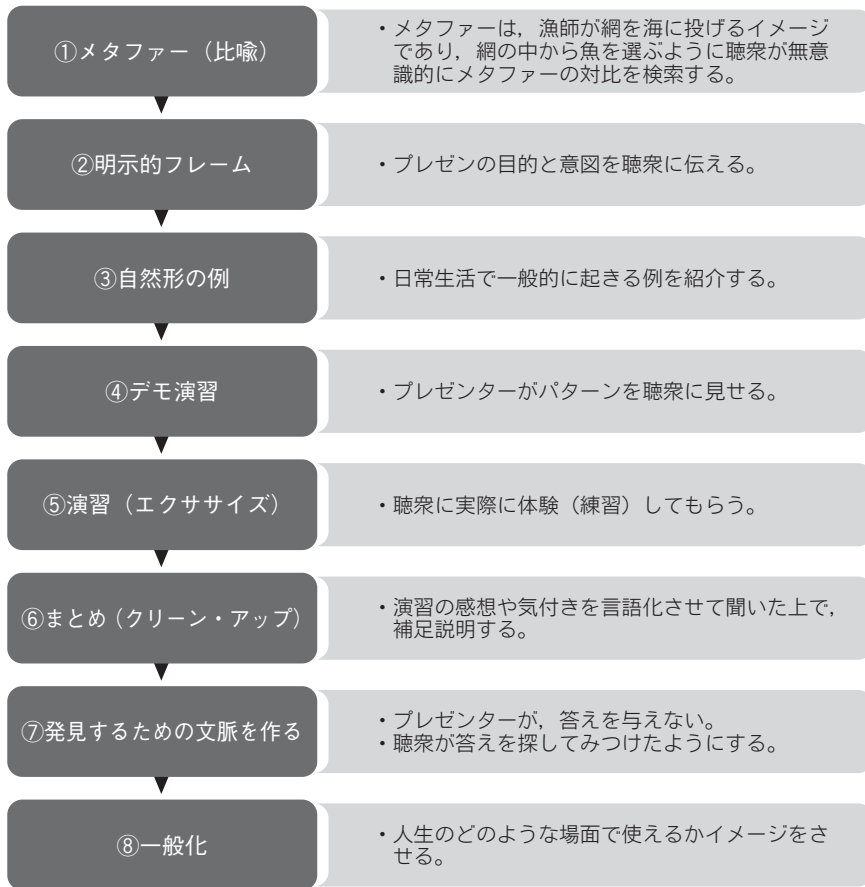 ①メタファー（比喩）
・メタファーは，漁師が網を海に投げるイメージ
であり，網の中から魚を選ぶように聴衆が無意
識的にメタファーの対比を検索する。
②明示的フレーム
・プレゼンの目的と意図を聴衆に伝える。
③自然形の例
・日常生活で一般的に起きる例を紹介する。
④デモ演習
・プレゼンターがパターンを聴衆に見せる。
⑤演習（エクササイズ）
・聴衆に実際に体験（練習）してもらう。
⑥まとめ（クリーン・アップ）
・演習の感想や気付きを言語化させて聞いた上で，
補足説明する。
⑦発見するための文脈を作る
・プレゼンターが，答えを与えない。
・聴衆が答えを探してみつけたようにする。
⑧一般化
・人生のどのような場面で使えるかイメージをさ
せる。